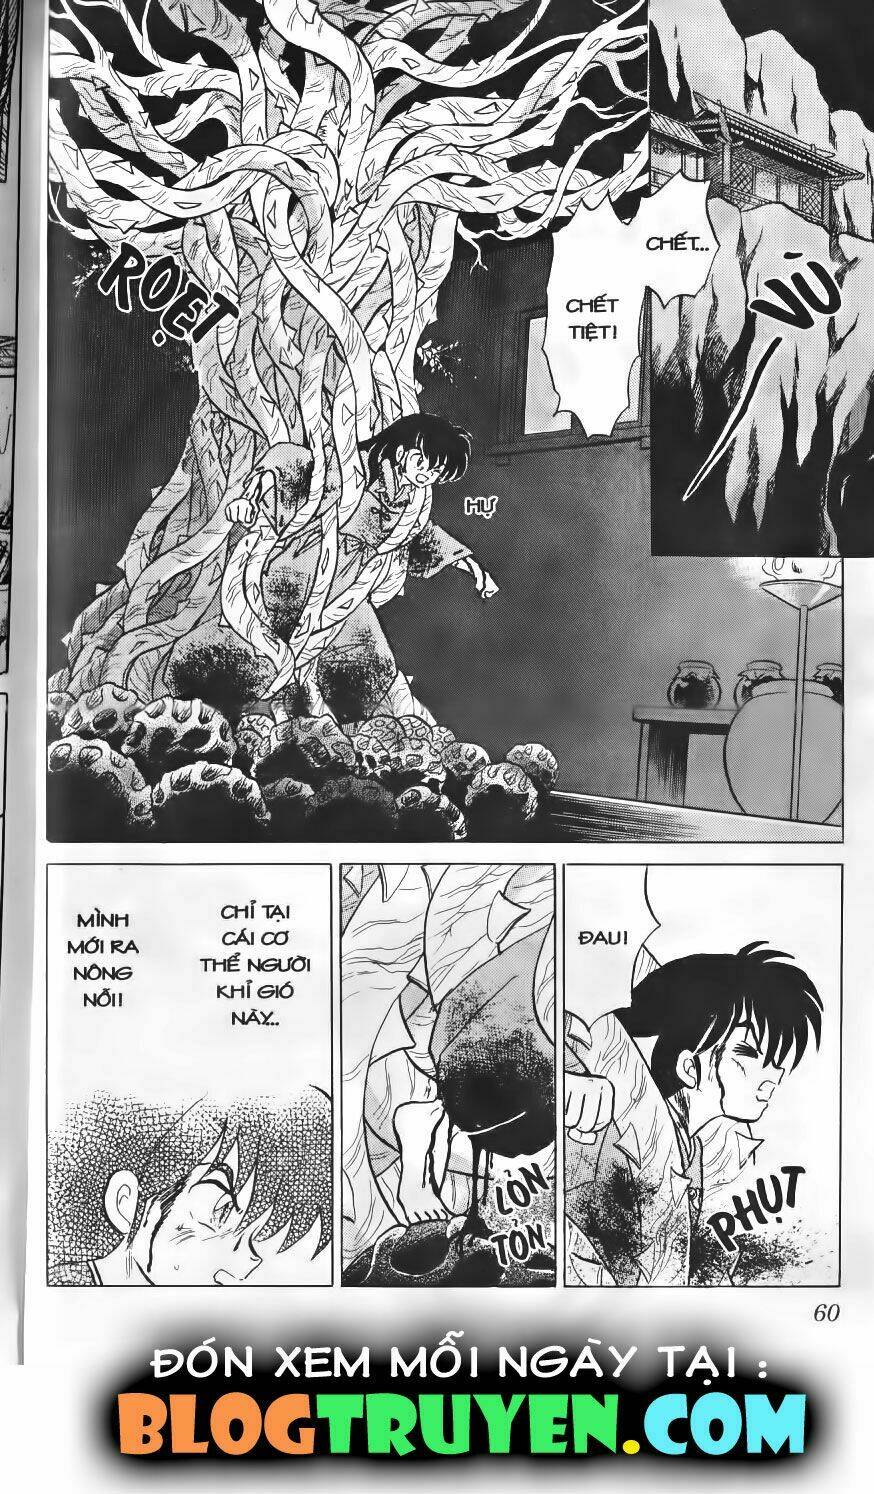 VÙ
CHẾT...
CHẾT
TIỆT!
ROẸT
HỰ
ĐAU!
PHỤT
LỎN
TỎN
CHỈ TẠI
CÁI CƠ
THỂ NGƯỜI
KHỈ GIÓ
NÀY...
MÌNH
MỚI RA
NÔNG
NỖI!
60
ĐÓN XEM MỖI NGÀY TẠI :
BLOGTRUYEN.COM